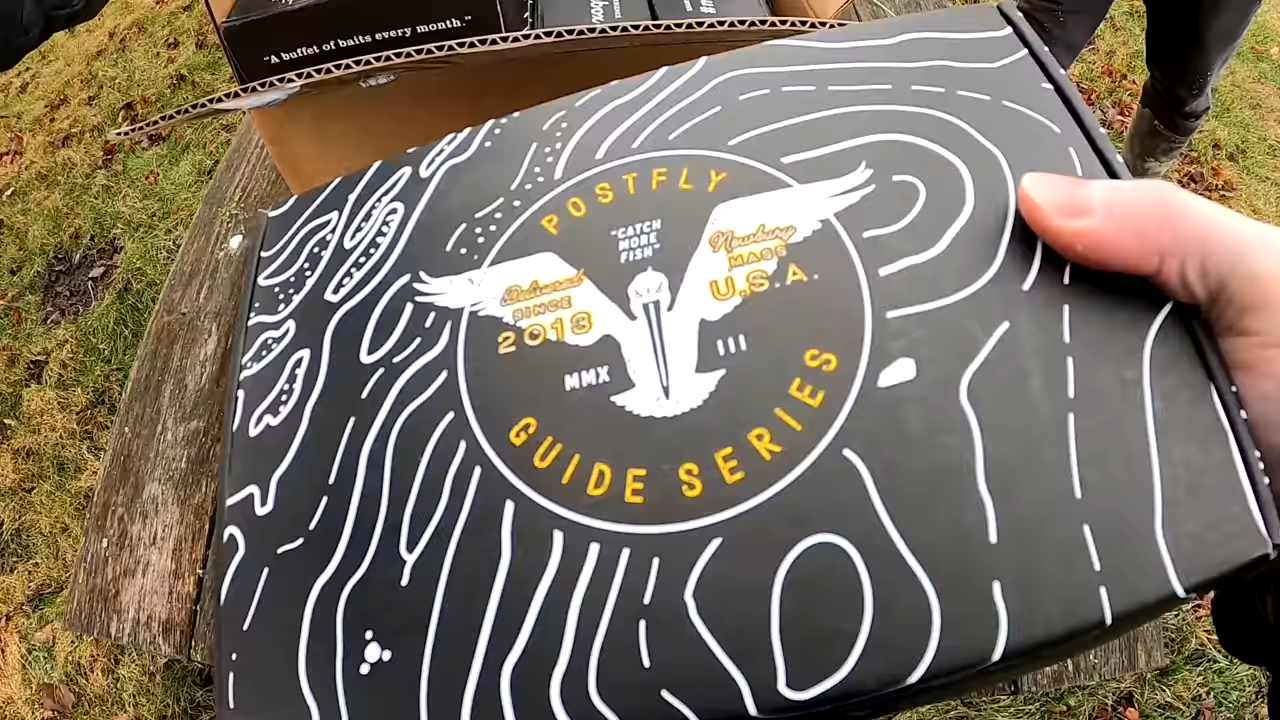 "A buffet of baits every month."
POSTFLY
"CATCH
MORE
FISH"
Delivered
SINCE
2013
Newbury
MASS
U.S.A.
MMX
III
GUIDE SERIES